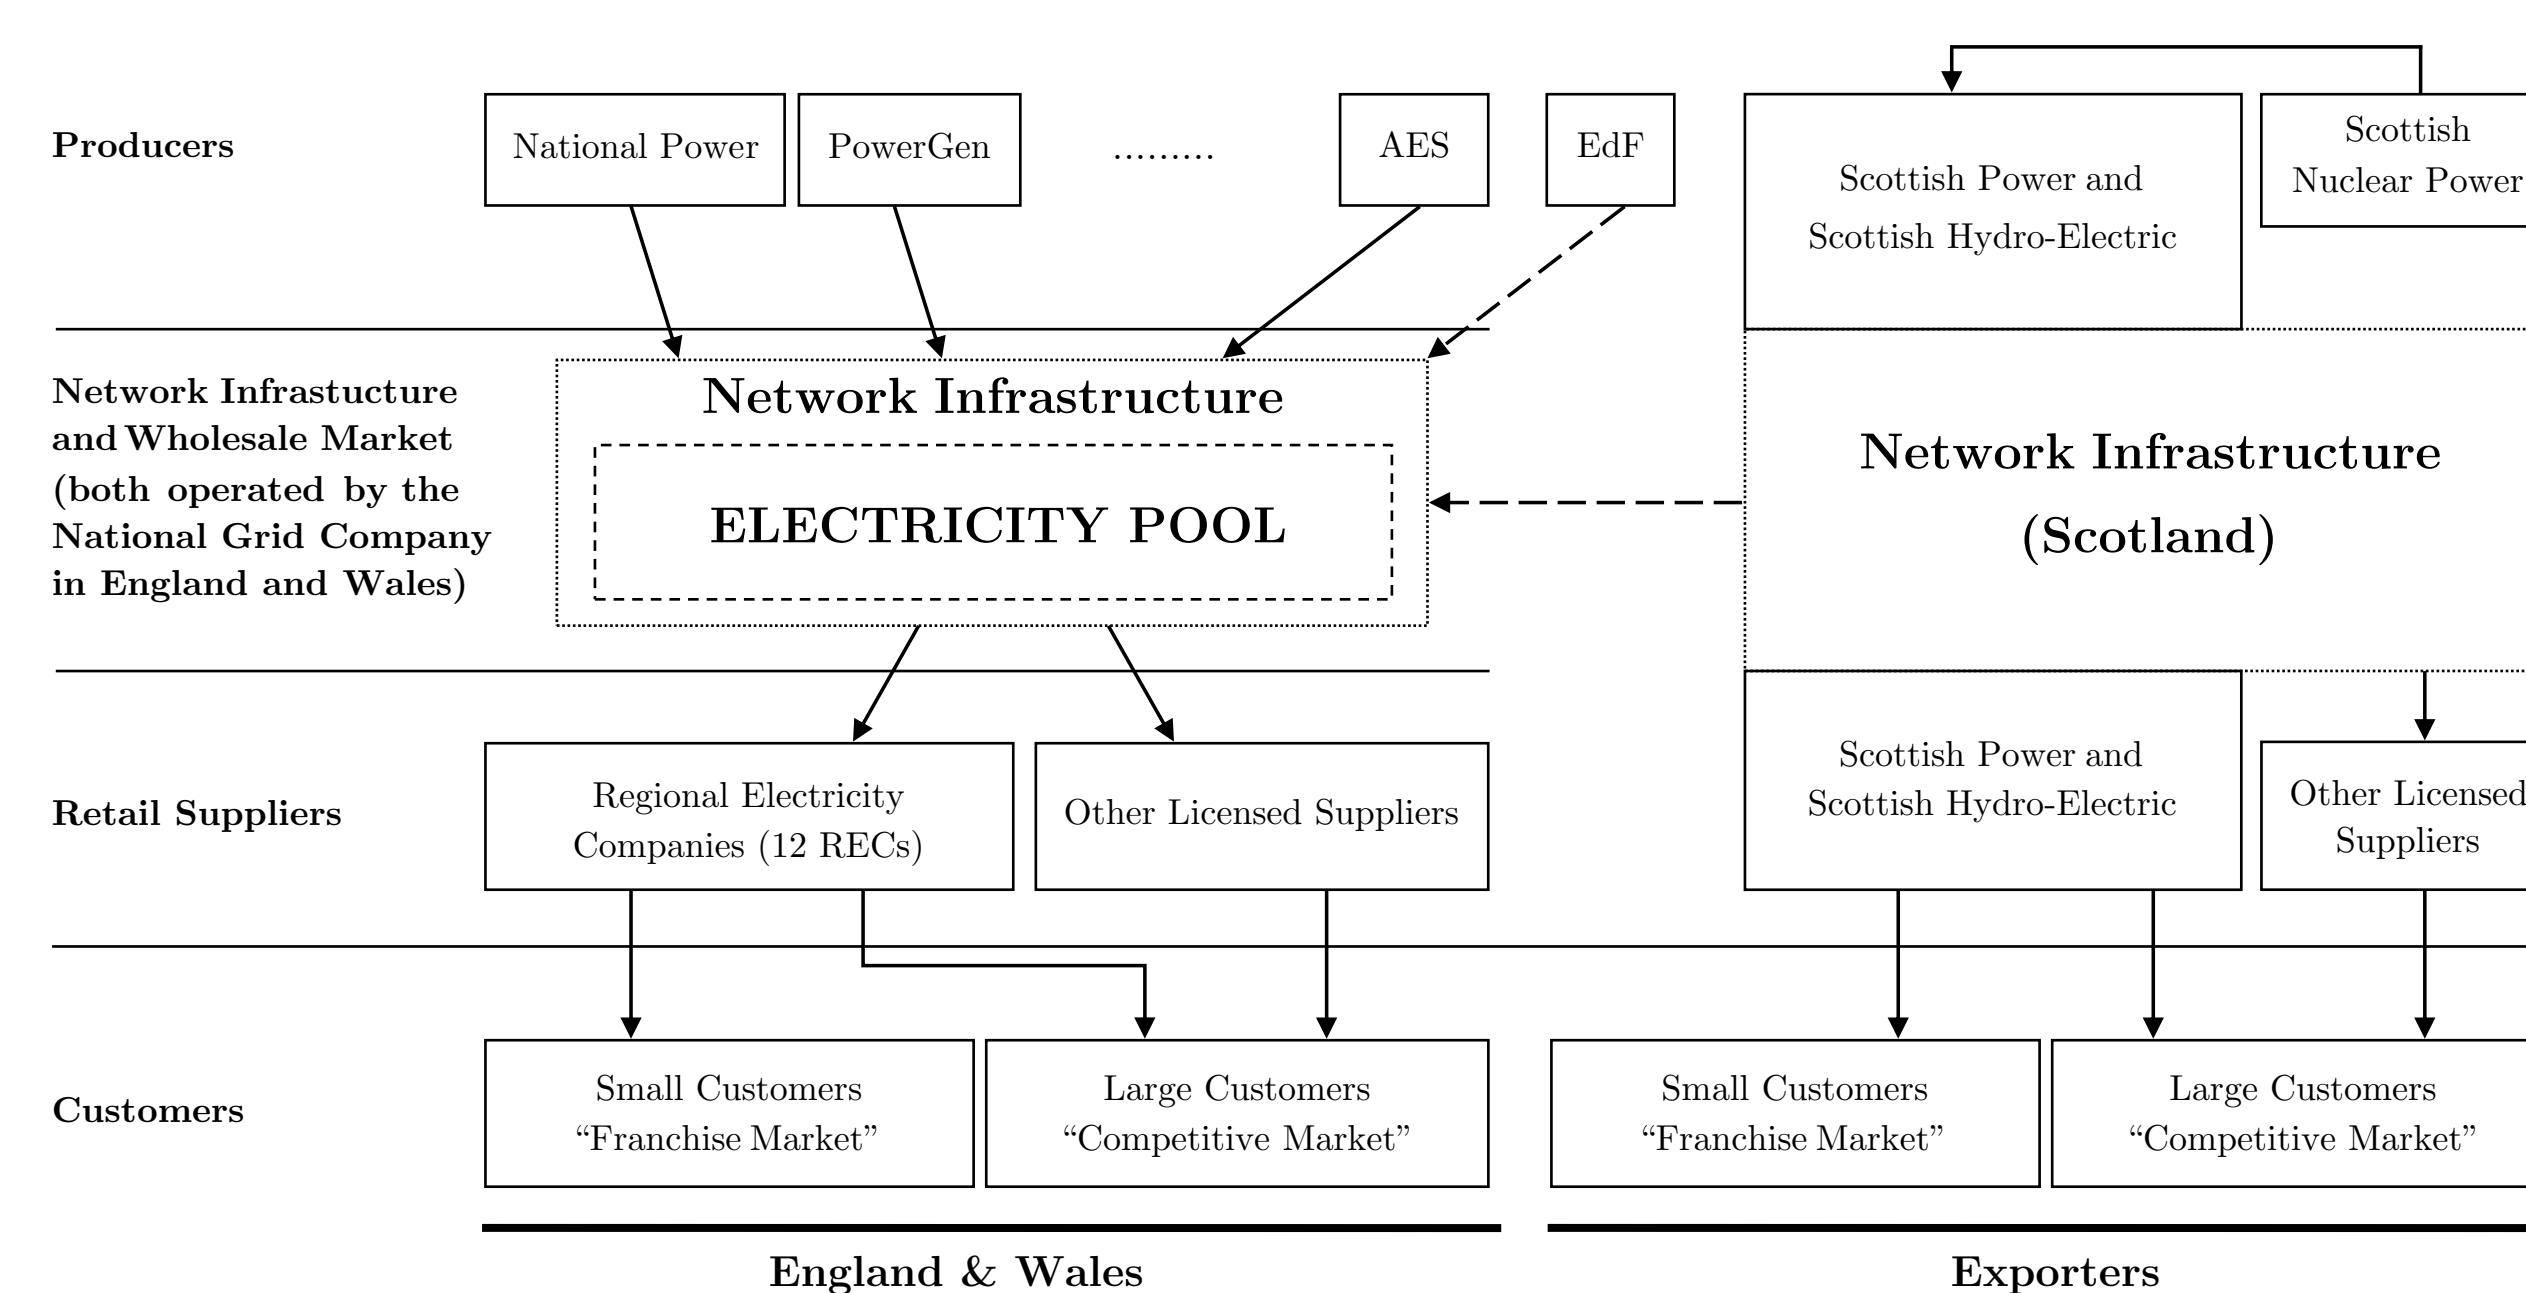 Producers
National Power
PowerGen
.........
AES
EdF
Scottish Power and
Scottish Hydro-Electric
Scottish
Nuclear Power
Network Infrastucture
and Wholesale Market
(both operated by the
National Grid Company
in England and Wales)
Network Infrastructure
ELECTRICITY POOL
Network Infrastructure
(Scotland)
Retail Suppliers
Regional Electricity
Companies (12 RECs)
Other Licensed Suppliers
Scottish Power and
Scottish Hydro-Electric
Other Licensed
Suppliers
Customers
Small Customers
“Franchise Market”
Large Customers
“Competitive Market”
Small Customers
“Franchise Market”
Large Customers
“Competitive Market”
England & Wales
Exporters